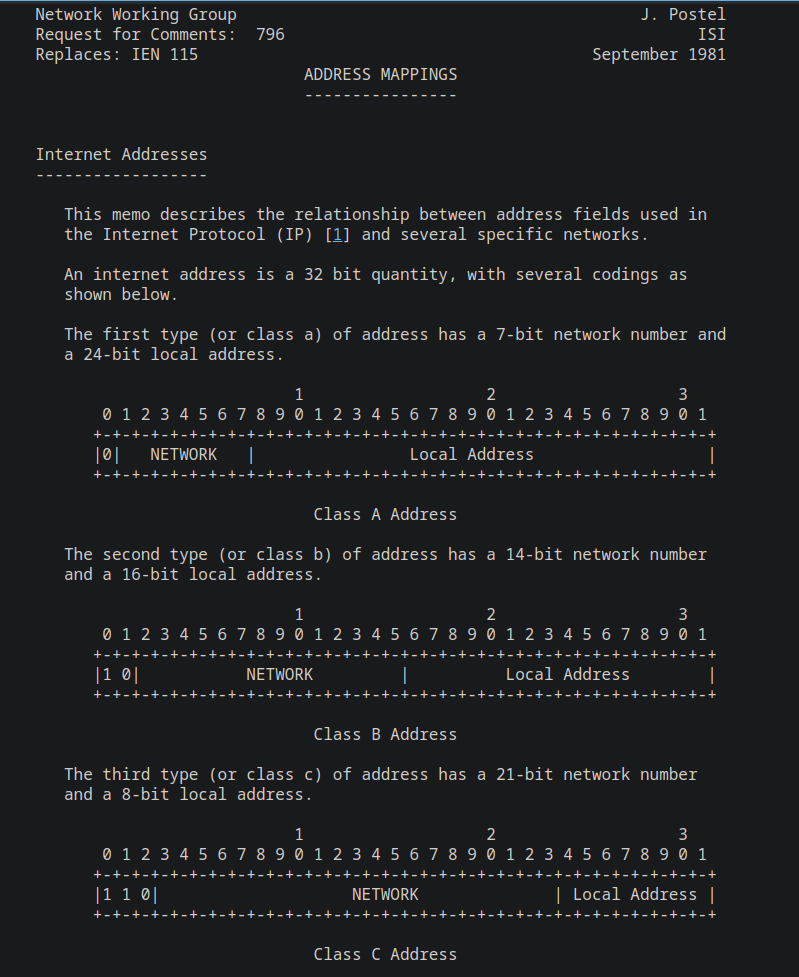 Network Working Group                                          J. Postel
Request for Comments:  796                                           ISI
Replaces: IEN 115                                         September 1981
                            ADDRESS MAPPINGS
                            ----------------

Internet Addresses
------------------

   This memo describes the relationship between address fields used in
   the Internet Protocol (IP) [1] and several specific networks.

   An internet address is a 32 bit quantity, with several codings as
   shown below.

   The first type (or class a) of address has a 7-bit network number and
   a 24-bit local address.

                           1                   2                   3
       0 1 2 3 4 5 6 7 8 9 0 1 2 3 4 5 6 7 8 9 0 1 2 3 4 5 6 7 8 9 0 1
      +-+-+-+-+-+-+-+-+-+-+-+-+-+-+-+-+-+-+-+-+-+-+-+-+-+-+-+-+-+-+-+-+
      |0|   NETWORK   |                Local Address                  |
      +-+-+-+-+-+-+-+-+-+-+-+-+-+-+-+-+-+-+-+-+-+-+-+-+-+-+-+-+-+-+-+-+

                             Class A Address

   The second type (or class b) of address has a 14-bit network number
   and a 16-bit local address.

                           1                   2                   3
       0 1 2 3 4 5 6 7 8 9 0 1 2 3 4 5 6 7 8 9 0 1 2 3 4 5 6 7 8 9 0 1
      +-+-+-+-+-+-+-+-+-+-+-+-+-+-+-+-+-+-+-+-+-+-+-+-+-+-+-+-+-+-+-+-+
      |1 0|           NETWORK         |          Local Address        |
      +-+-+-+-+-+-+-+-+-+-+-+-+-+-+-+-+-+-+-+-+-+-+-+-+-+-+-+-+-+-+-+-+

                             Class B Address

   The third type (or class c) of address has a 21-bit network number
   and a 8-bit local address.

                           1                   2                   3
       0 1 2 3 4 5 6 7 8 9 0 1 2 3 4 5 6 7 8 9 0 1 2 3 4 5 6 7 8 9 0 1
      +-+-+-+-+-+-+-+-+-+-+-+-+-+-+-+-+-+-+-+-+-+-+-+-+-+-+-+-+-+-+-+-+
      |1 1 0|                    NETWORK              | Local Address |
      +-+-+-+-+-+-+-+-+-+-+-+-+-+-+-+-+-+-+-+-+-+-+-+-+-+-+-+-+-+-+-+-+

                             Class C Address